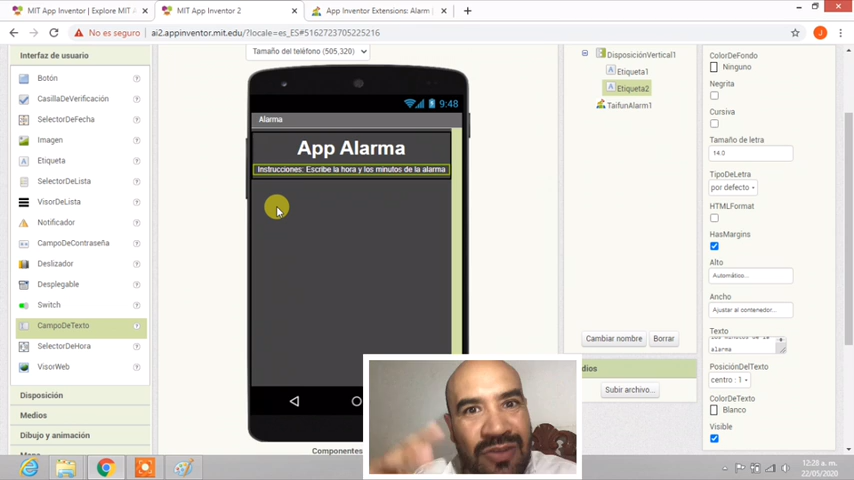 MIT App Inventor | Explore MIT A
MIT App Inventor 2
App Inventor Extensions: Alarm |
No es seguro | ai2.appinventor.mit.edu/?locale=es_ES#5162723705225216
Interfaz de usuario
Botón
CasillaDeVerificación
SelectorDeFecha
Imagen
Etiqueta
SelectorDeLista
VisorDeLista
Notificador
CampoDeContraseña
Deslizador
Desplegable
Switch
CampoDeTexto
SelectorDeHora
VisorWeb
Disposición
Medios
Dibujo y animación
Tamaño del teléfono (505,320)
9:48
Alarma
App Alarma
Instrucciones: Escribe la hora y los minutos de la alarma
Componentes
DisposiciónVertical1
Etiqueta1
Etiqueta2
TaifunAlarm1
Cambiar nombre
Borrar
dios
Subir archivo...
ColorDeFondo
Ninguno
Negrita
Cursiva
Tamaño de letra
14.0
TipoDeLetra
por defecto
HTMLFormat
HasMargins
Alto
Automático...
Ancho
Ajustar al contenedor...
Texto
los minutos de la
alarma
PosiciónDelTexto
centro : 1
ColorDeTexto
Blanco
Visible
12:28 a. m.
22/05/2020